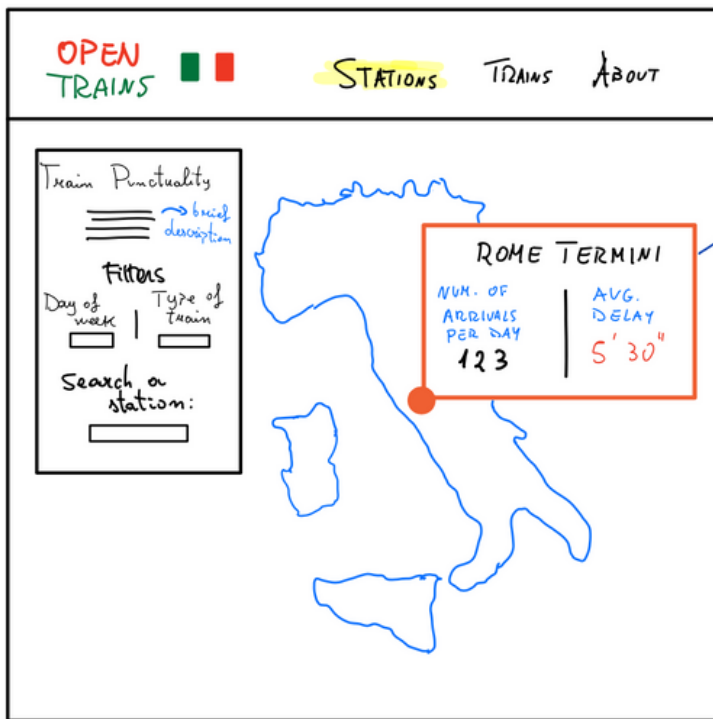 OPEN
TRAINS
STATIONS TRAINS ABOUT
Train Punctuality
brief
description
Filters
Day of
week
Type of
train
Search a
station:
ROME TERMINI
NUM. OF
ARRIVALS
PER DAY
123
AVG.
DELAY
5' 30"